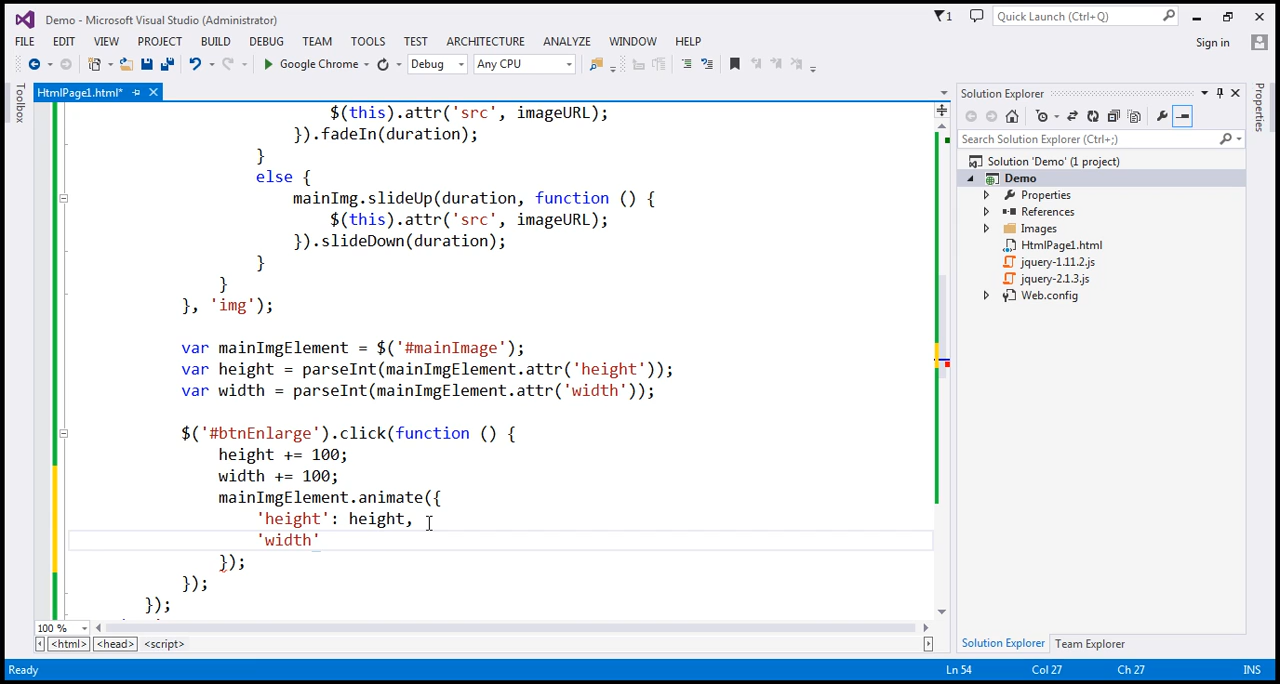 Demo - Microsoft Visual Studio (Administrator)
1
Quick Launch (Ctrl+Q)
FILE EDIT VIEW PROJECT BUILD DEBUG TEAM TOOLS TEST ARCHITECTURE ANALYZE WINDOW HELP
Sign in
Google Chrome Debug Any CPU
Toolbox
HtmlPage1.html*
$(this).attr('src', imageURL);
}).fadeIn(duration);
}
else {
mainImg.slideUp(duration, function () {
$(this).attr('src', imageURL);
}).slideDown(duration);
}
}
}, 'img');
var mainImgElement = $('#mainImage');
var height = parseInt(mainImgElement.attr('height'));
var width = parseInt(mainImgElement.attr('width'));
$('#btnEnlarge').click(function () {
height += 100;
width += 100;
mainImgElement.animate({
'height': height,
'width'
});
});
});
100 %
<html> <head> <script>
Solution Explorer
Search Solution Explorer (Ctrl+;)
Solution 'Demo' (1 project)
Demo
Properties
References
Images
HtmlPage1.html
jquery-1.11.2.js
jquery-2.1.3.js
Web.config
Solution Explorer Team Explorer
Properties
Ready Ln 54 Col 27 Ch 27 INS